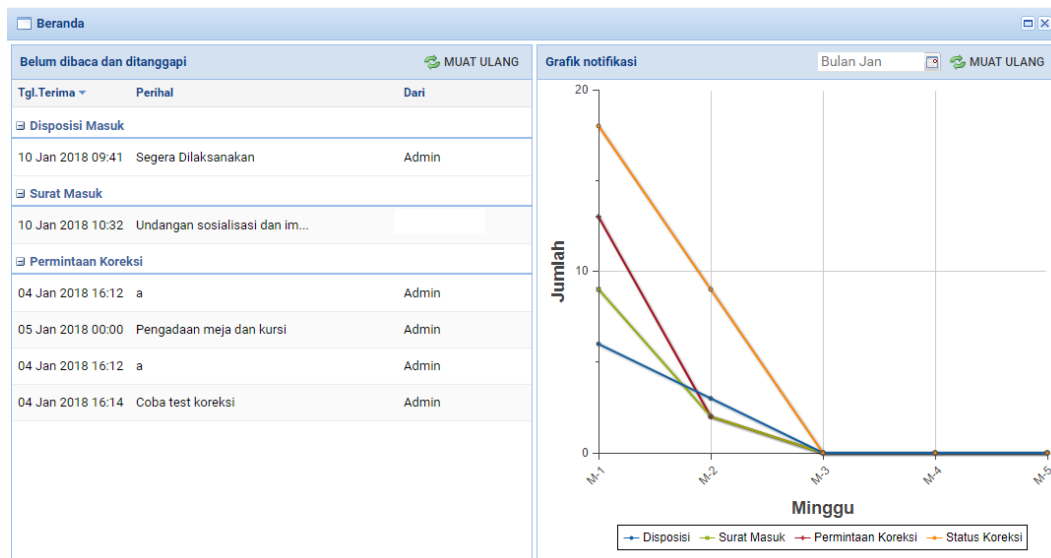 Beranda
Belum dibaca dan ditanggapi MUAT ULANG
Tgl.Terima Perihal Dari
Disposisi Masuk
10 Jan 2018 09:41 Segera Dilaksanakan Admin
Surat Masuk
10 Jan 2018 10:32 Undangan sosialisasi dan im...
Permintaan Koreksi
04 Jan 2018 16:12 a Admin
05 Jan 2018 00:00 Pengadaan meja dan kursi Admin
04 Jan 2018 16:12 a Admin
04 Jan 2018 16:14 Coba test koreksi Admin
Grafik notifikasi Bulan Jan MUAT ULANG
20
10
0
Jumlah
M-1 M-2 M-3 M-4 M-5
Minggu
Disposisi Surat Masuk Permintaan Koreksi Status Koreksi